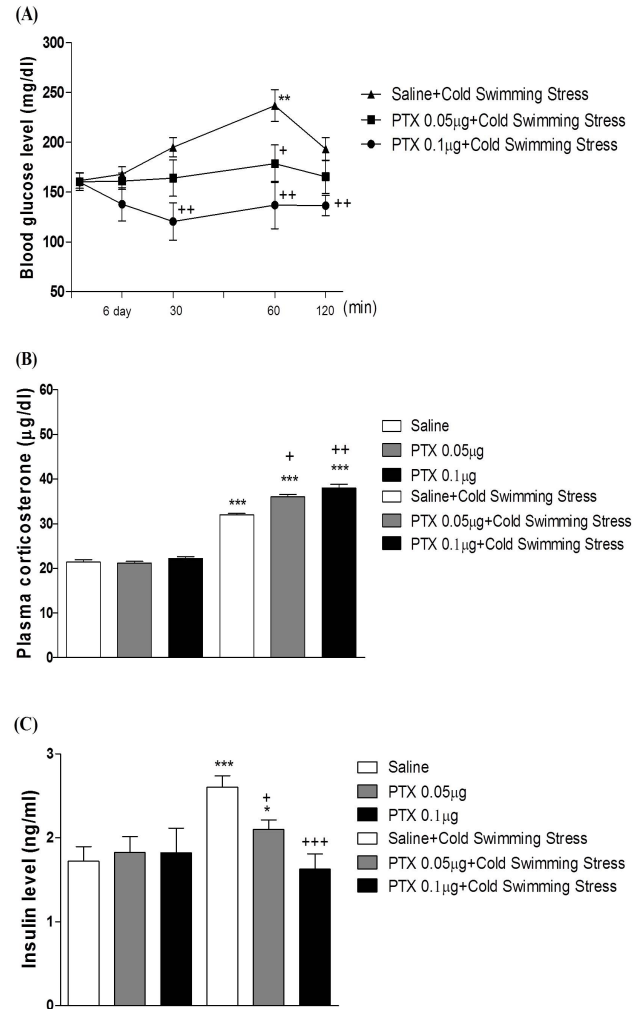 (A)
300
250
200
150
100
50
Blood glucose level (mg/dl)
**
+
++
++
++
6 day
30
60
120
(min)
Saline+Cold Swimming Stress
PTX 0.05µg+Cold Swimming Stress
PTX 0.1µg+Cold Swimming Stress
(B)
60
50
40
30
20
10
0
Plasma corticosterone (µg/dl)
***
+
***
++
***
Saline
PTX 0.05µg
PTX 0.1µg
Saline+Cold Swimming Stress
PTX 0.05µg+Cold Swimming Stress
PTX 0.1µg+Cold Swimming Stress
(C)
3
2
1
0
Insulin level (ng/ml)
***
+
*
+++
Saline
PTX 0.05µg
PTX 0.1µg
Saline+Cold Swimming Stress
PTX 0.05µg+Cold Swimming Stress
PTX 0.1µg+Cold Swimming Stress